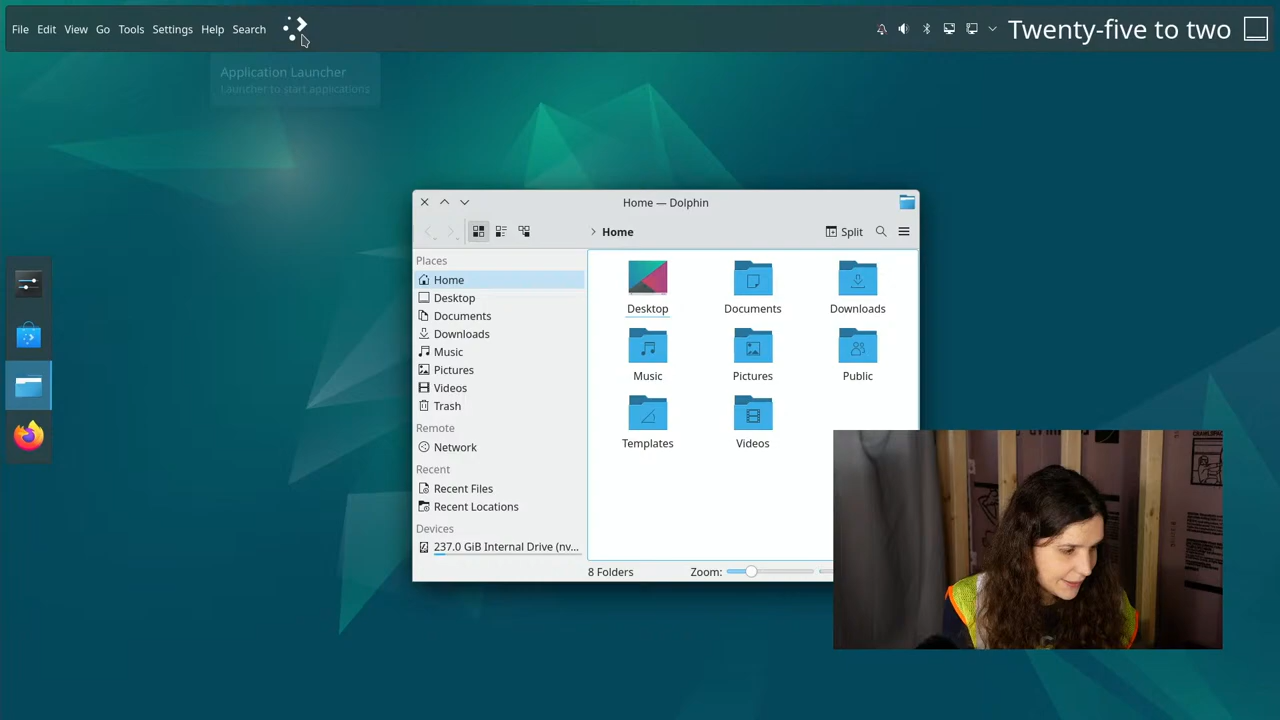 File Edit View Go Tools Settings Help Search
Twenty-five to two
Application Launcher
Launcher to start applications
Home — Dolphin
Home
Split
Places
Home
Desktop
Documents
Downloads
Music
Pictures
Videos
Trash
Remote
Network
Recent
Recent Files
Recent Locations
Devices
237.0 GiB Internal Drive (nv...
Desktop
Documents
Downloads
Music
Pictures
Public
Templates
Videos
8 Folders
Zoom: